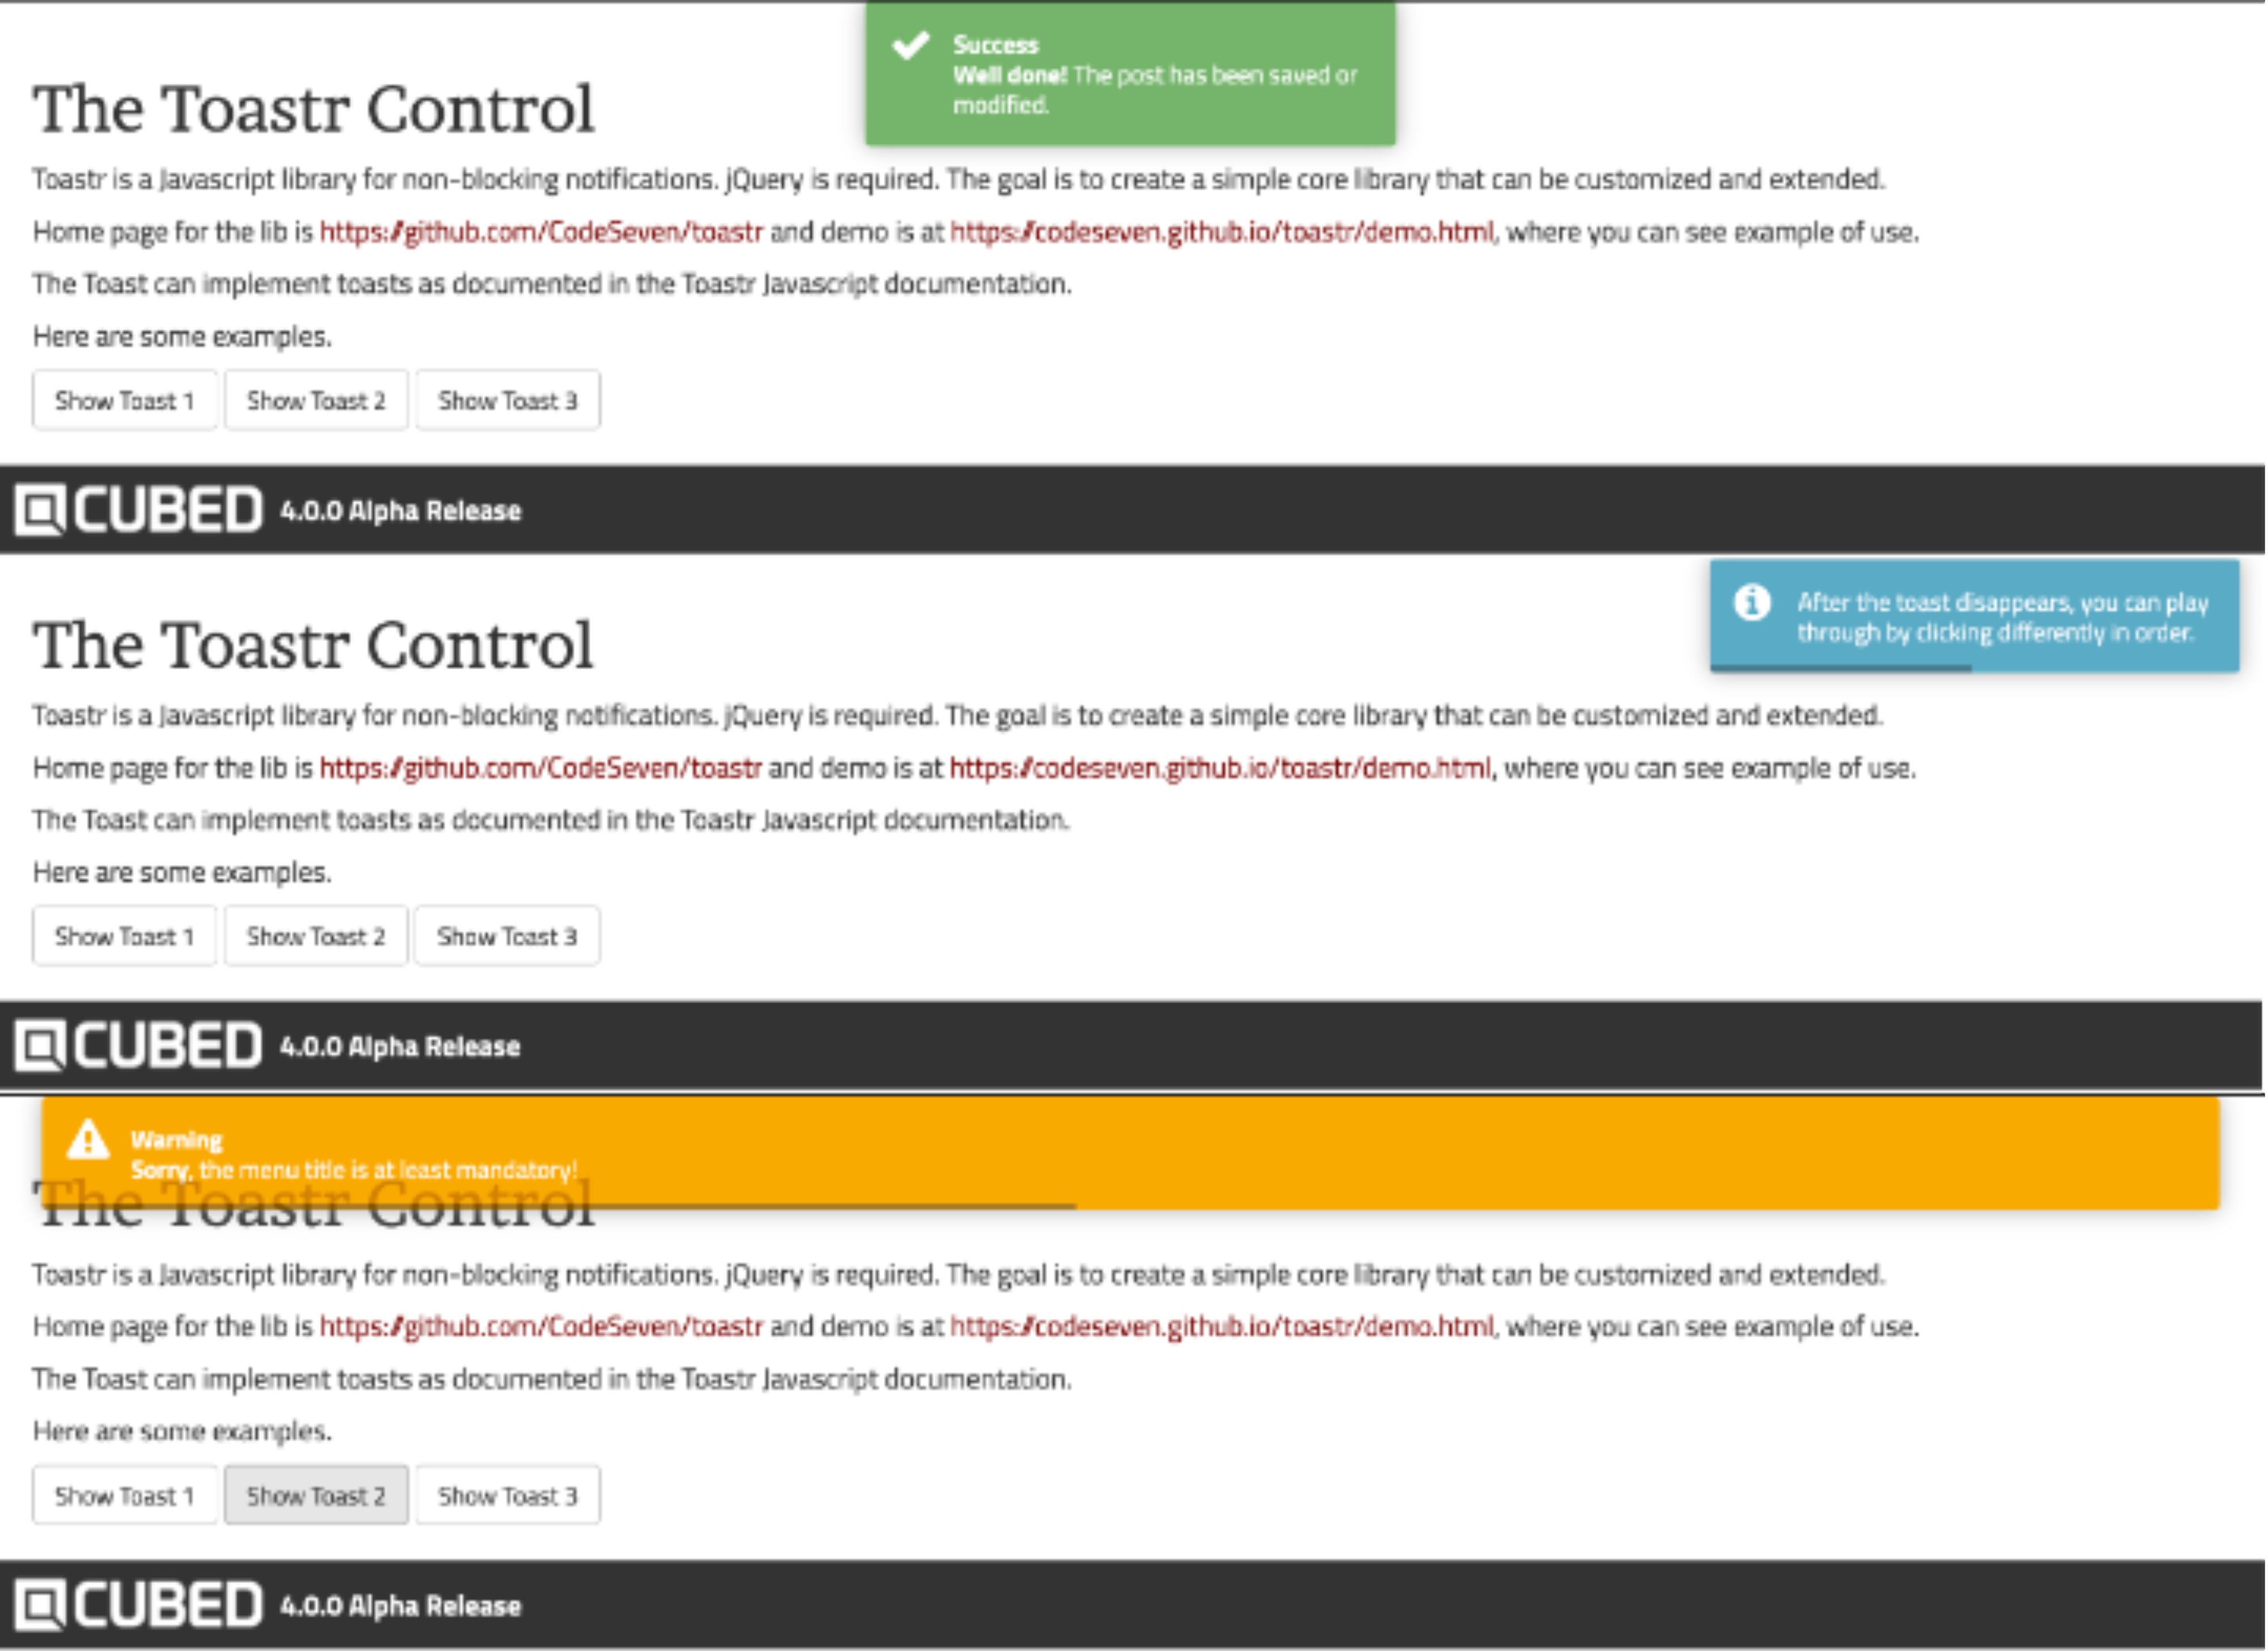 Success
Well done! The post has been saved or
modified.
The Toastr Control
Toastr is a Javascript library for non-blocking notifications. jQuery is required. The goal is to create a simple core library that can be customized and extended.
Home page for the lib is https://github.com/CodeSeven/toastr and demo is at https://codeseven.github.io/toastr/demo.html, where you can see example of use.
The Toast can implement toasts as documented in the Toastr Javascript documentation.
Here are some examples.
Show Toast 1 Show Toast 2 Show Toast 3
QCUBED 4.0.0 Alpha Release
After the toast disappears, you can play
through by clicking differently in order.
The Toastr Control
Toastr is a Javascript library for non-blocking notifications. jQuery is required. The goal is to create a simple core library that can be customized and extended.
Home page for the lib is https://github.com/CodeSeven/toastr and demo is at https://codeseven.github.io/toastr/demo.html, where you can see example of use.
The Toast can implement toasts as documented in the Toastr Javascript documentation.
Here are some examples.
Show Toast 1 Show Toast 2 Show Toast 3
QCUBED 4.0.0 Alpha Release
Warning
Sorry, the menu title is at least mandatory!
The Toastr Control
Toastr is a Javascript library for non-blocking notifications. jQuery is required. The goal is to create a simple core library that can be customized and extended.
Home page for the lib is https://github.com/CodeSeven/toastr and demo is at https://codeseven.github.io/toastr/demo.html, where you can see example of use.
The Toast can implement toasts as documented in the Toastr Javascript documentation.
Here are some examples.
Show Toast 1 Show Toast 2 Show Toast 3
QCUBED 4.0.0 Alpha Release